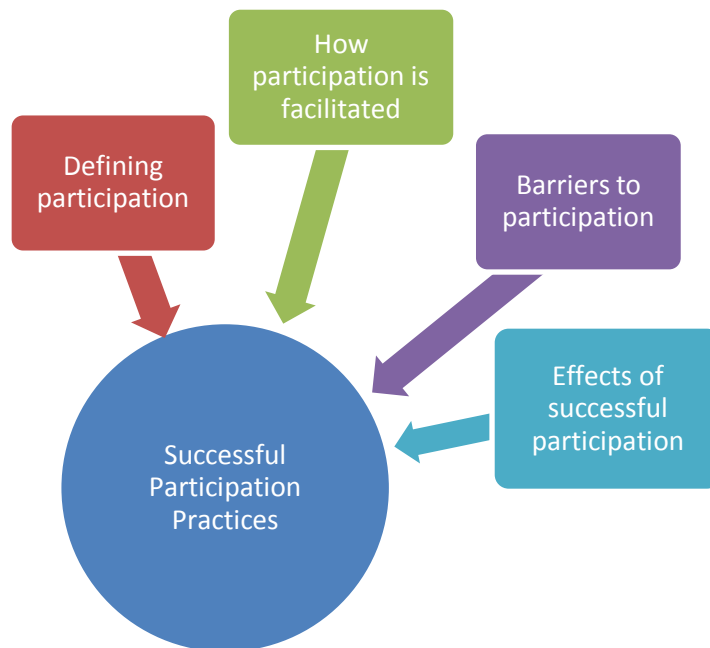 How
participation is
facilitated
Defining
participation
Barriers to
participation
Effects of
successful
participation
Successful
Participation
Practices